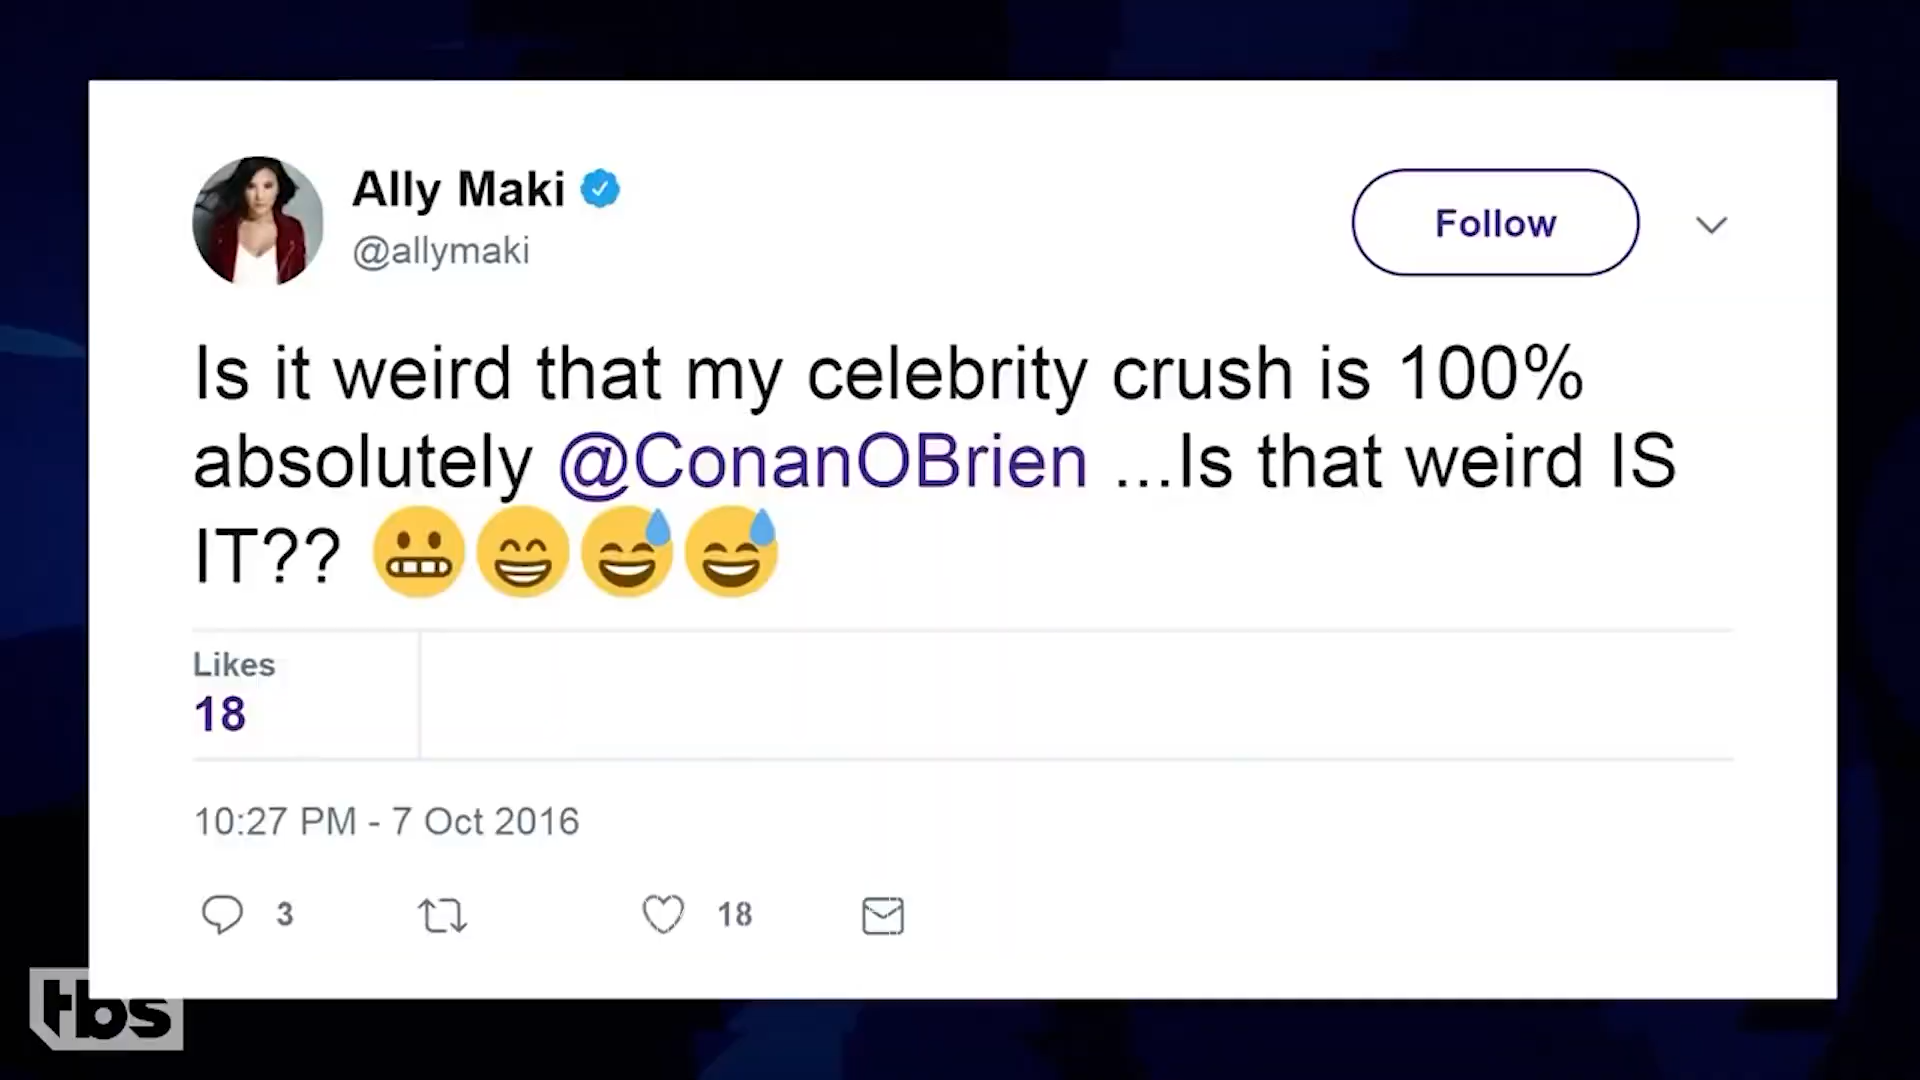 Ally Maki
@allymaki
Follow
Is it weird that my celebrity crush is 100%
absolutely @ConanOBrien ...Is that weird IS
IT?? 😬😁😅😅
Likes
18
10:27 PM - 7 Oct 2016
3 18
tbs